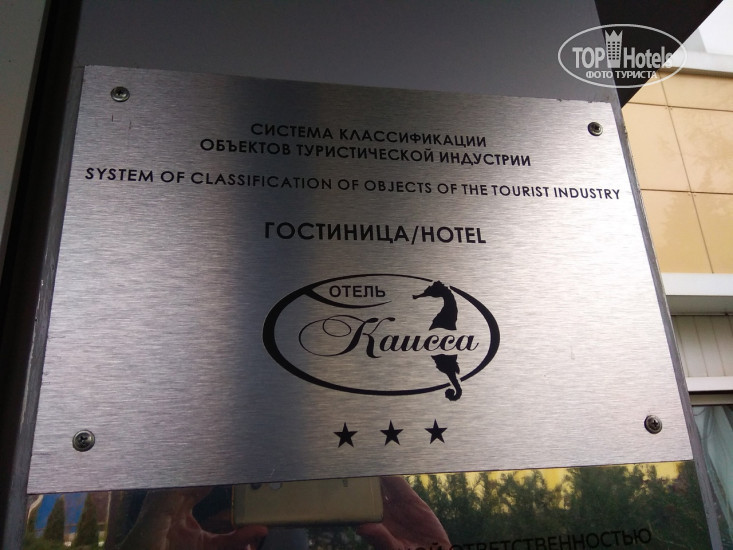 TOP Hotels
ФОТО ТУРИСТА
СИСТЕМА КЛАССИФИКАЦИИ
ОБЪЕКТОВ ТУРИСТИЧЕСКОЙ ИНДУСТРИИ
SYSTEM OF CLASSIFICATION OF OBJECTS OF THE TOURIST INDUSTRY
ГОСТИНИЦА/HOTEL
ОТЕЛЬ
Каисса
ОТВЕТСТВЕННОСТЬЮ